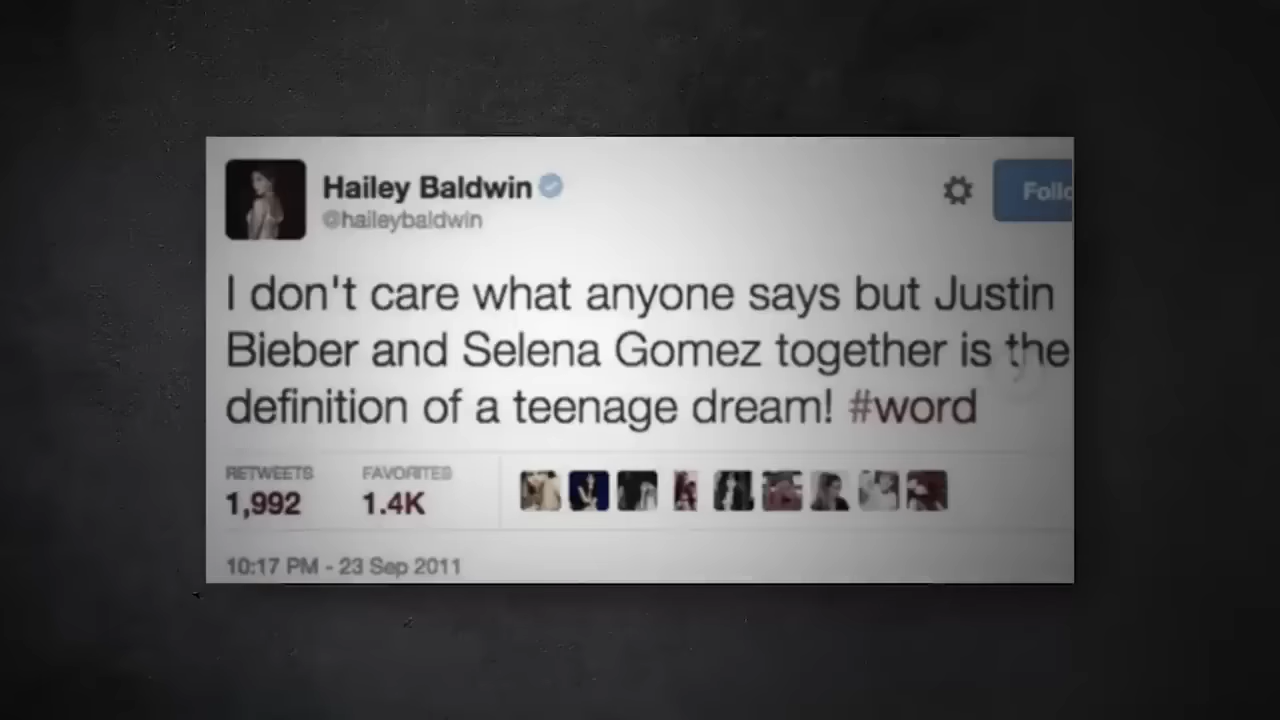 Hailey Baldwin
@haileybaldwin
Follo
I don't care what anyone says but Justin
Bieber and Selena Gomez together is the
definition of a teenage dream! #word
RETWEETS FAVORITES
1,992 1.4K
10:17 PM - 23 Sep 2011